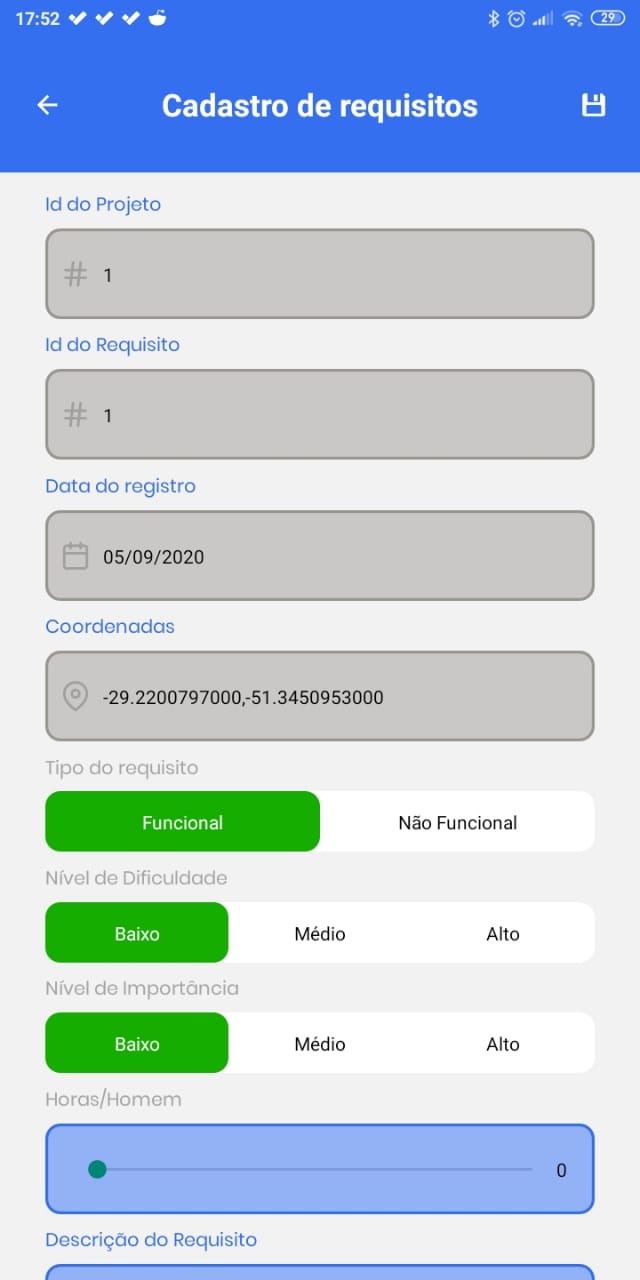 17:52 29
Cadastro de requisitos
Id do Projeto
1
Id do Requisito
1
Data do registro
05/09/2020
Coordenadas
-29.2200797000,-51.3450953000
Tipo do requisito
Funcional Não Funcional
Nível de Dificuldade
Baixo Médio Alto
Nível de Importância
Baixo Médio Alto
Horas/Homem
0
Descrição do Requisito